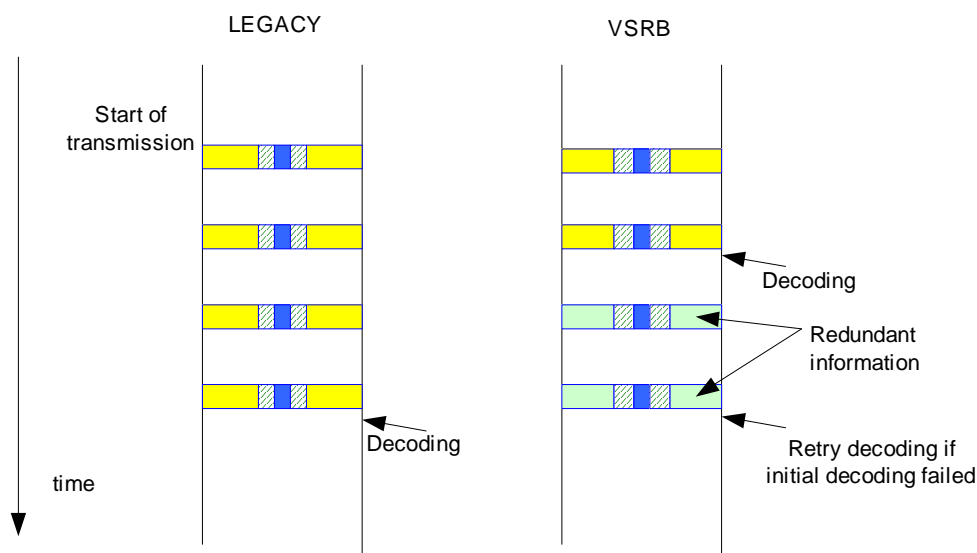 LEGACY
VSRB
Start of
transmission
Decoding
Redundant
information
Decoding
Retry decoding if
initial decoding failed
time